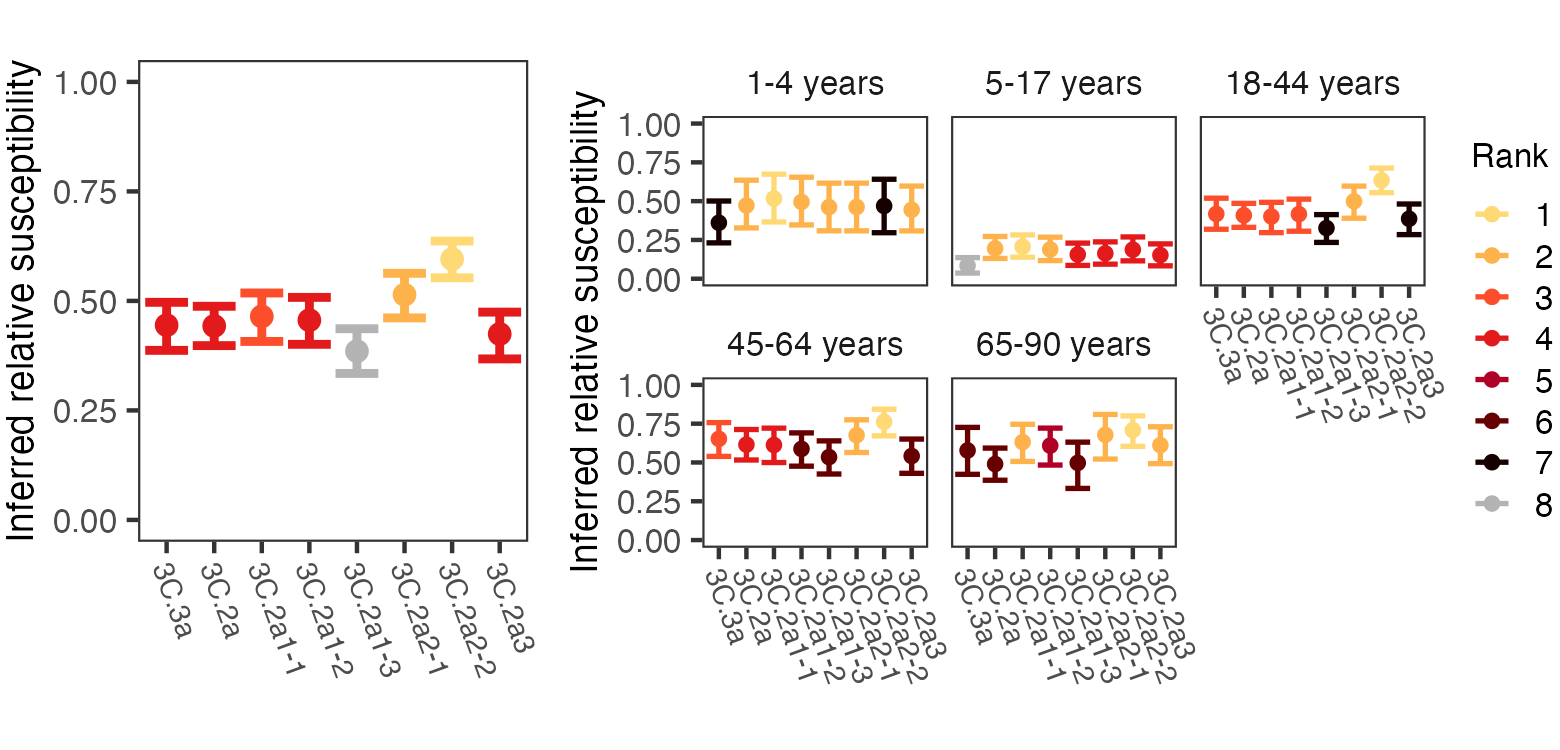 Inferred relative susceptibility
1.00
0.75
0.50
0.25
0.00
3C.3a
3C.2a
3C.2a1-1
3C.2a1-2
3C.2a1-3
3C.2a2-1
3C.2a2-2
3C.2a3
Inferred relative susceptibility
1-4 years
5-17 years
18-44 years
1.00
0.75
0.50
0.25
0.00
3C.3a
3C.2a
3C.2a1-1
3C.2a1-2
3C.2a1-3
3C.2a2-1
3C.2a2-2
3C.2a3
45-64 years
65-90 years
1.00
0.75
0.50
0.25
0.00
3C.3a
3C.2a
3C.2a1-1
3C.2a1-2
3C.2a1-3
3C.2a2-1
3C.2a2-2
3C.2a3
3C.3a
3C.2a
3C.2a1-1
3C.2a1-2
3C.2a1-3
3C.2a2-1
3C.2a2-2
3C.2a3
Rank
1
2
3
4
5
6
7
8